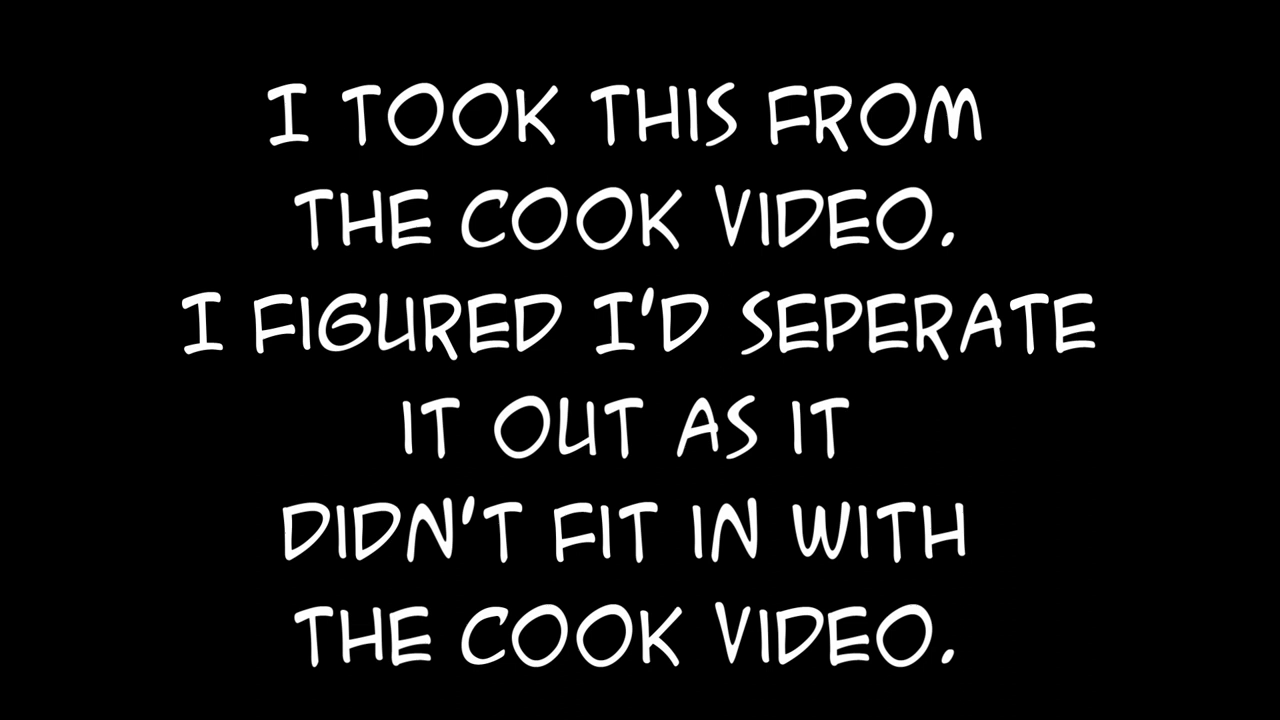 I TOOK THIS FROM
THE COOK VIDEO.
I FIGURED I'D SEPERATE
IT OUT AS IT
DIDN'T FIT IN WITH
THE COOK VIDEO.